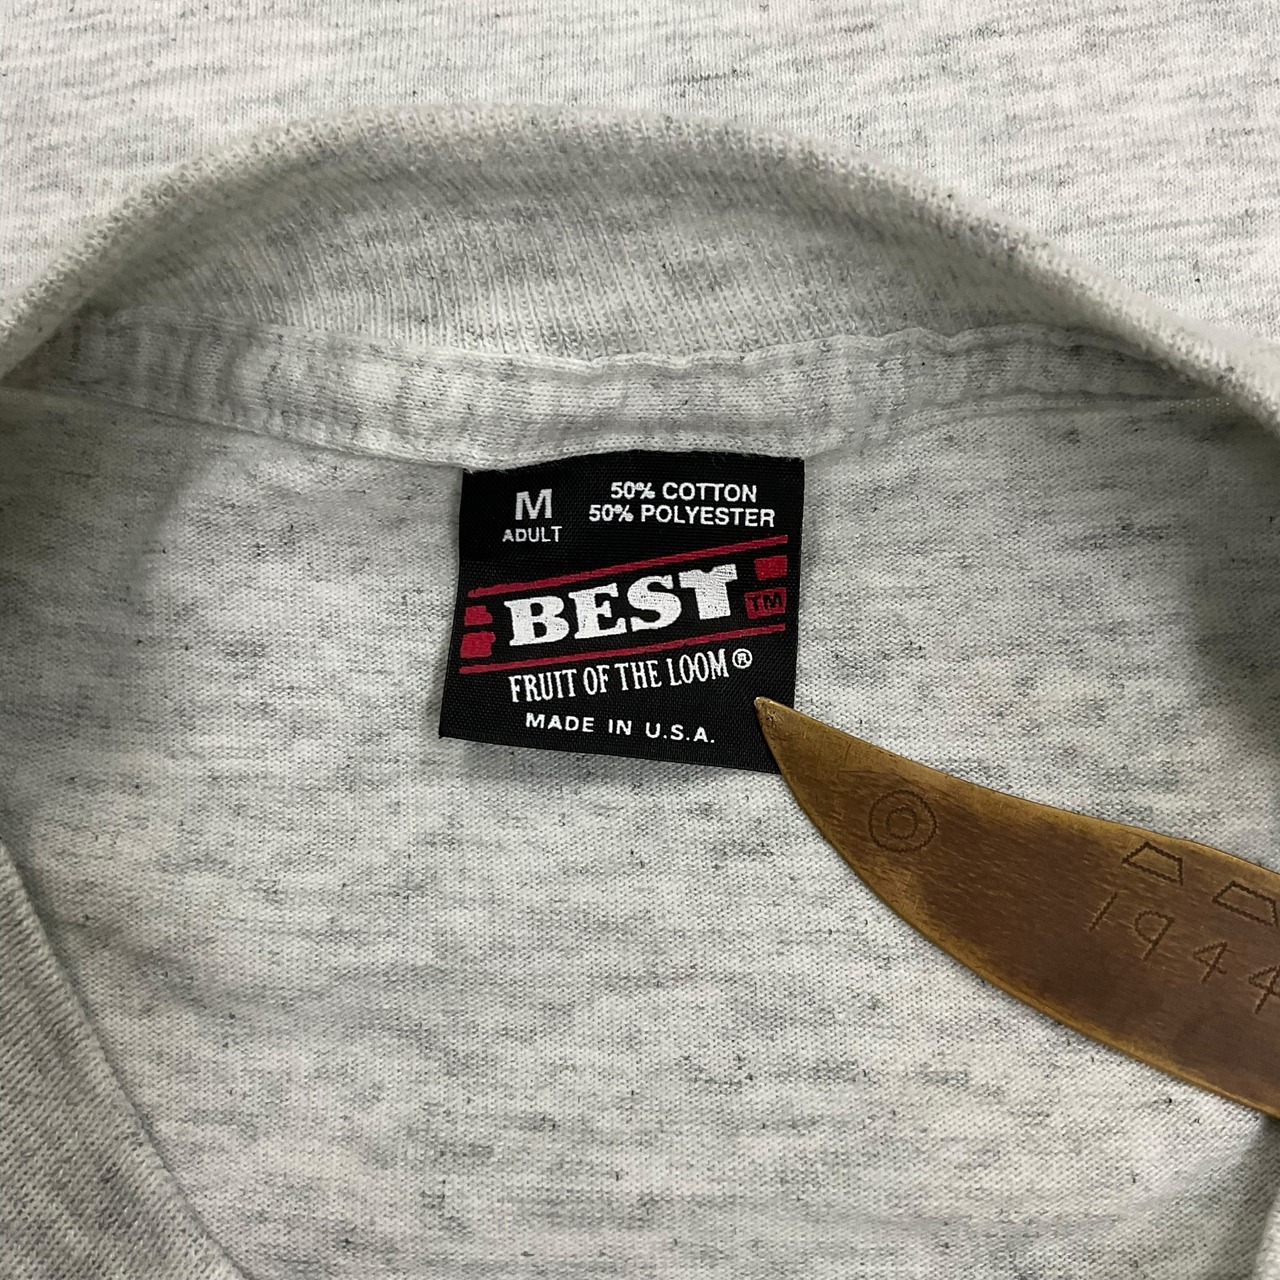 M
ADULT
50% COTTON
50% POLYESTER
BEST
TM
FRUIT OF THE LOOM®
MADE IN U.S.A.
1944